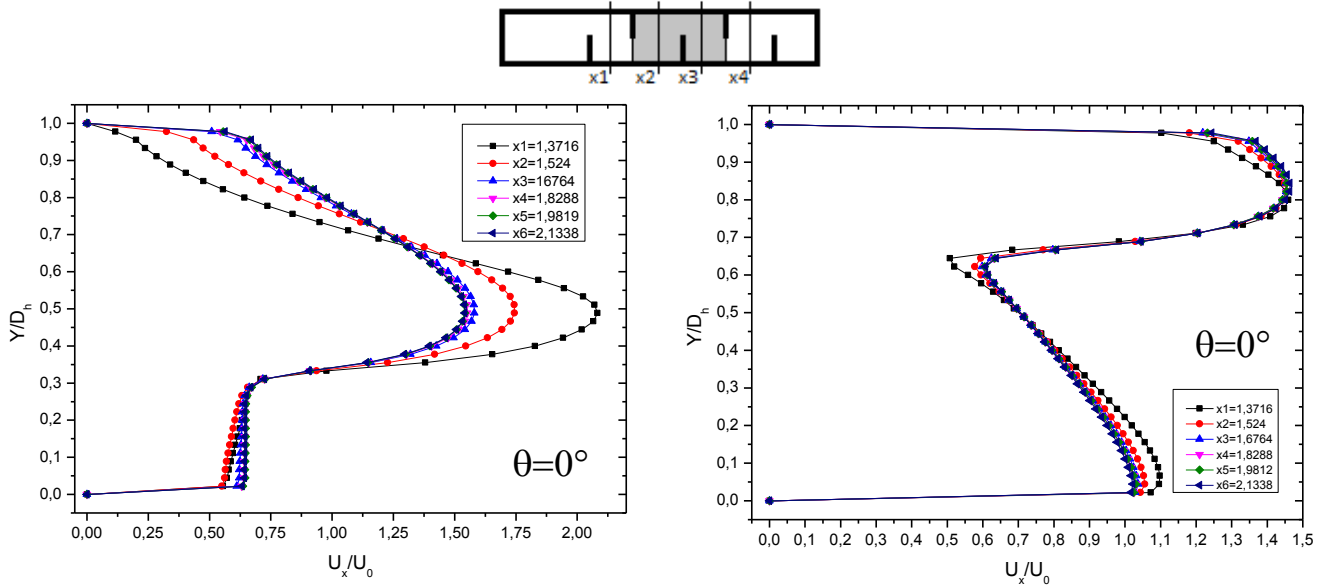 x1 x2 x3 x4
1,0
0,9
0,8
0,7
0,6
0,5
0,4
0,3
0,2
0,1
0,0
Y/Dh
x1=1,3716
x2=1,524
x3=16764
x4=1,8288
x5=1,9819
x6=2,1338
θ=0°
0,00 0,25 0,50 0,75 1,00 1,25 1,50 1,75 2,00
Ux/U0
1,0
0,9
0,8
0,7
0,6
0,5
0,4
0,3
0,2
0,1
0,0
Y/Dh
θ=0°
x1=1,3716
x2=1,524
x3=1,6764
x4=1,8288
x5=1,9812
x6=2,1338
0,0 0,1 0,2 0,3 0,4 0,5 0,6 0,7 0,8 0,9 1,0 1,1 1,2 1,3 1,4 1,5
Ux/U0